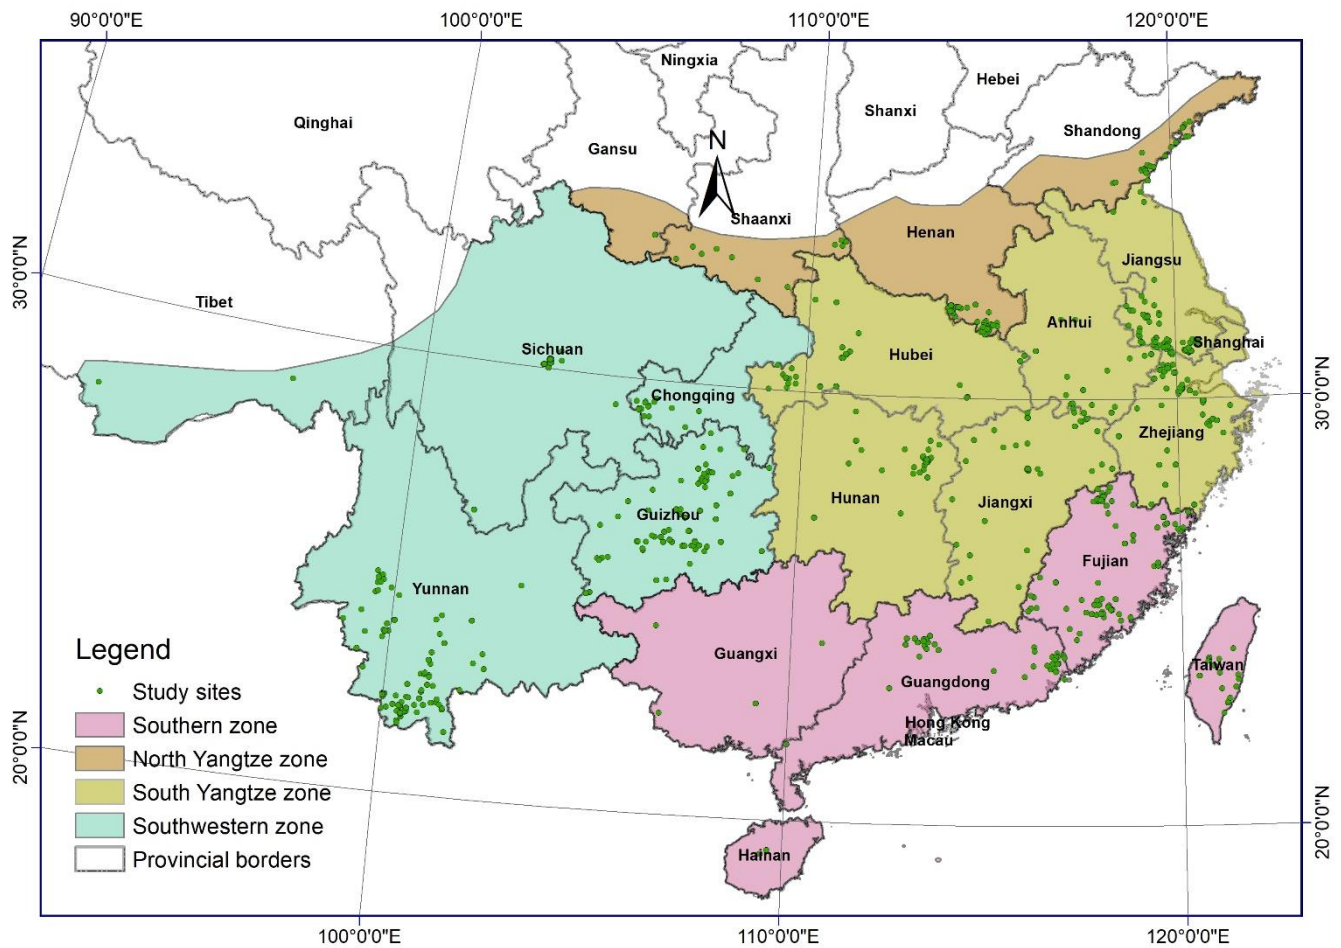 90°0'0"E 100°0'0"E 110°0'0"E 120°0'0"E
Ningxia
Hebei
Shanxi
Qinghai
Shandong
N
Gansu
Shaanxi
Henan
30°0'0"N
Jiangsu
Tibet
Anhui
Shanghai
Sichuan
Hubei
Chongqing
30°0'0"N
Zhejiang
Hunan
Jiangxi
Guizhou
Fujian
Yunnan
Legend
Guangxi
Taiwan
Study sites
Guangdong
Southern zone
Hong Kong
Macau
20°0'0"N
North Yangtze zone
South Yangtze zone
Southwestern zone
20°0'0"N
Provincial borders
Hainan
100°0'0"E 110°0'0"E 120°0'0"E